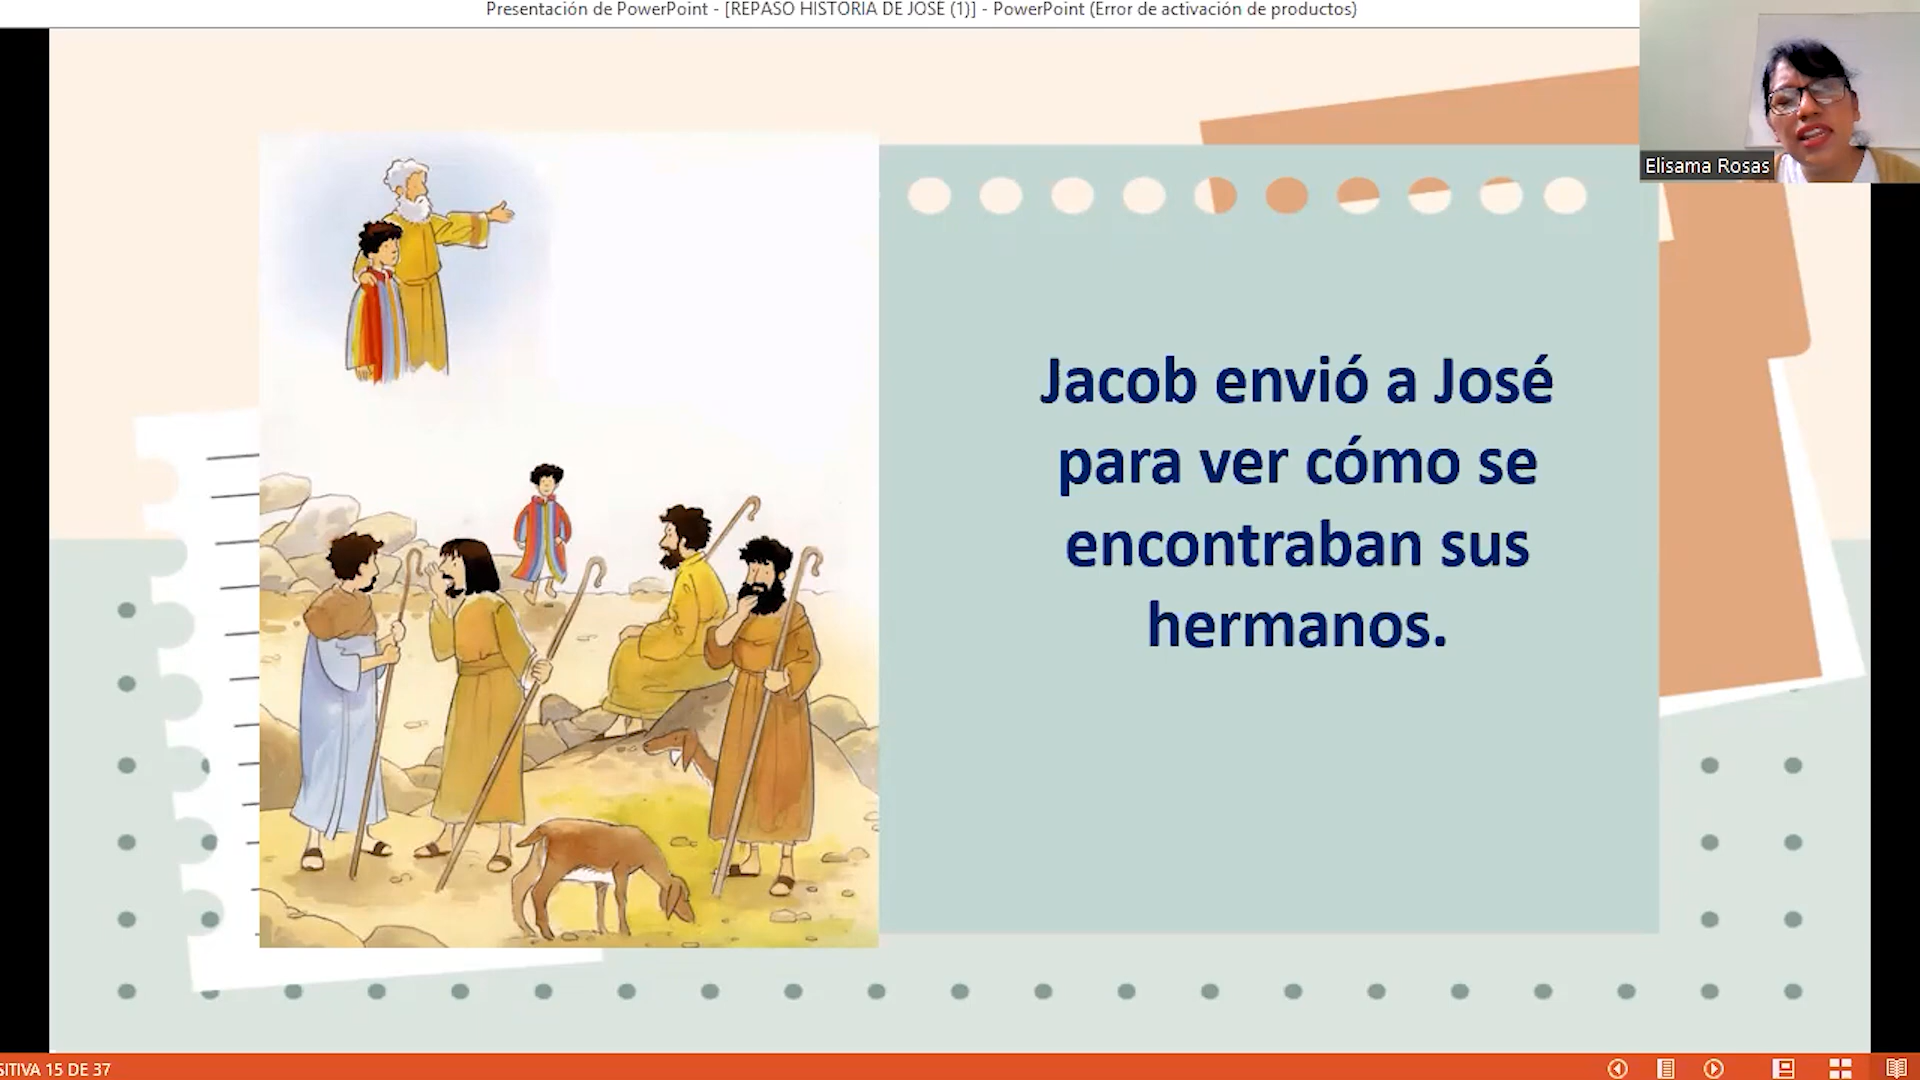 Presentación de PowerPoint - [REPASO HISTORIA DE JOSE (1)] - PowerPoint (Error de activación de productos)
Elisama Rosas
Jacob envió a José
para ver cómo se
encontraban sus
hermanos.
SITIVA 15 DE 37